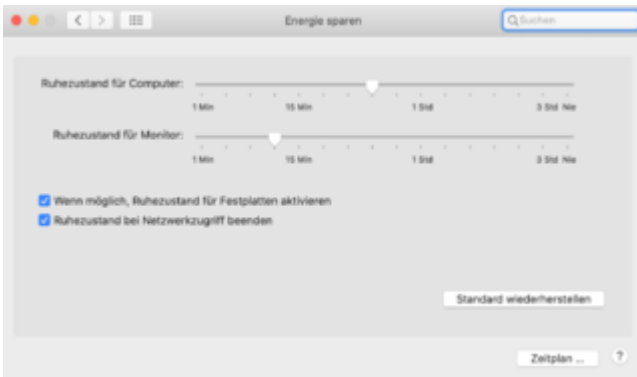 Energie sparen
Suchen
Ruhezustand für Computer:
1 Min 15 Min 1 Std 3 Std Nie
Ruhezustand für Monitor:
1 Min 15 Min 1 Std 3 Std Nie
Wenn möglich, Ruhezustand für Festplatten aktivieren
Ruhezustand bei Netzwerkzugriff beenden
Standard wiederherstellen
Zeitplan ... ?